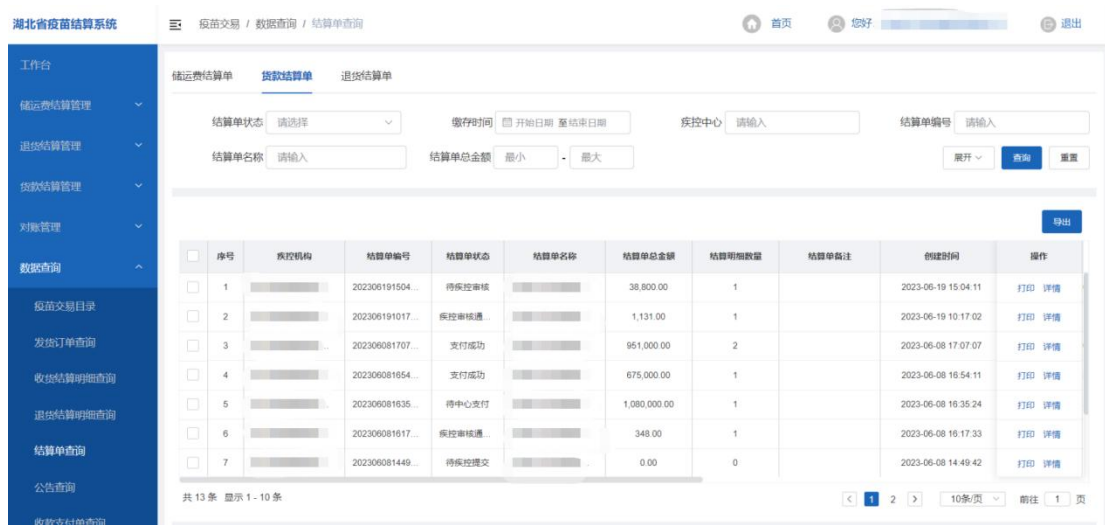 湖北省疫苗结算系统 疫苗交易 / 数据查询 / 结算单查询 首页 您好 退出
工作台
储运费结算管理
退货结算管理
货款结算管理
对账管理
数据查询
疫苗交易目录
发货订单查询
收货结算明细查询
退货结算明细查询
结算单查询
公告查询
收款支付单查询
储运费结算单 货款结算单 退货结算单
结算单状态 请选择 缴存时间 开始日期 至结束日期 疾控中心 请输入 结算单编号 请输入
结算单名称 请输入 结算单总金额 最小 - 最大 展开 查询 重置
导出
序号 疾控机构 结算单编号 结算单状态 结算单名称 结算单总金额 结算明细数量 结算单备注 创建时间 操作
1 202306191504... 待疾控审核 38,800.00 1 2023-06-19 15:04:11 打印 详情
2 202306191017... 疾控审核通... 1,131.00 1 2023-06-19 10:17:02 打印 详情
3 202306081707... 支付成功 951,000.00 2 2023-06-08 17:07:07 打印 详情
4 202306081654... 支付成功 675,000.00 1 2023-06-08 16:54:11 打印 详情
5 202306081635... 待中心支付 1,080,000.00 1 2023-06-08 16:35:24 打印 详情
6 202306081617... 疾控审核通... 348.00 1 2023-06-08 16:17:33 打印 详情
7 202306081449... 待疾控提交 0.00 0 2023-06-08 14:49:42 打印 详情
共 13 条 显示 1 - 10 条 < 1 2 > 10条/页 前往 1 页